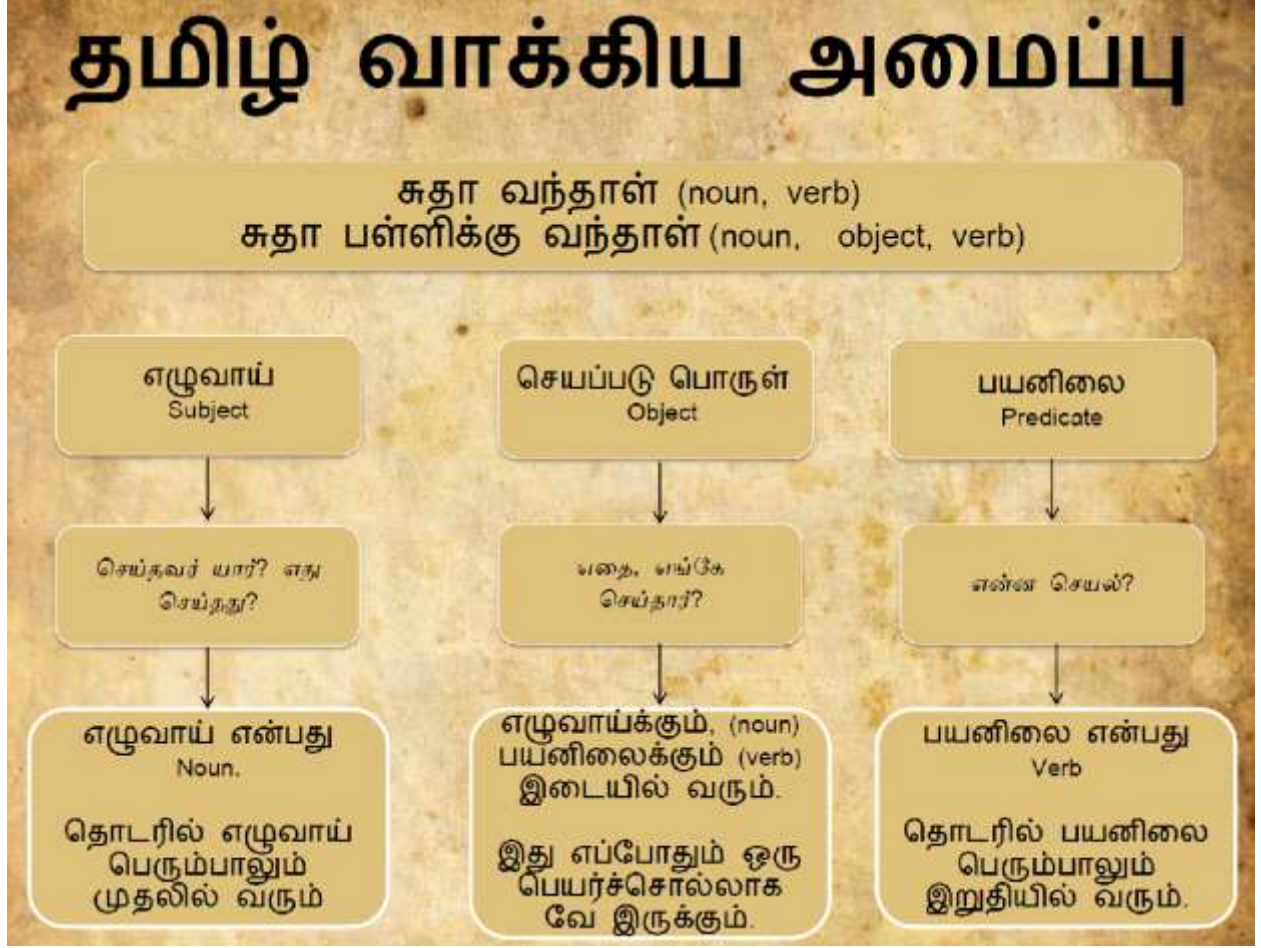 தமிழ் வாக்கிய அமைப்பு
சுதா வந்தாள் (noun, verb)
சுதா பள்ளிக்கு வந்தாள் (noun, object, verb)
எழுவாய்
Subject
செய்தவர் யார்? எது
செய்தது?
எழுவாய் என்பது
Noun.
தொடரில் எழுவாய்
பெரும்பாலும்
முதலில் வரும்
செயப்படு பொருள்
Object
எதை, எங்கே
செய்தார்?
எழுவாய்க்கும், (noun)
பயனிலைக்கும் (verb)
இடையில் வரும்.
இது எப்போதும் ஒரு
பெயர்ச்சொல்லாக
வே இருக்கும்.
பயனிலை
Predicate
என்ன செயல்?
பயனிலை என்பது
Verb
தொடரில் பயனிலை
பெரும்பாலும்
இறுதியில் வரும்.